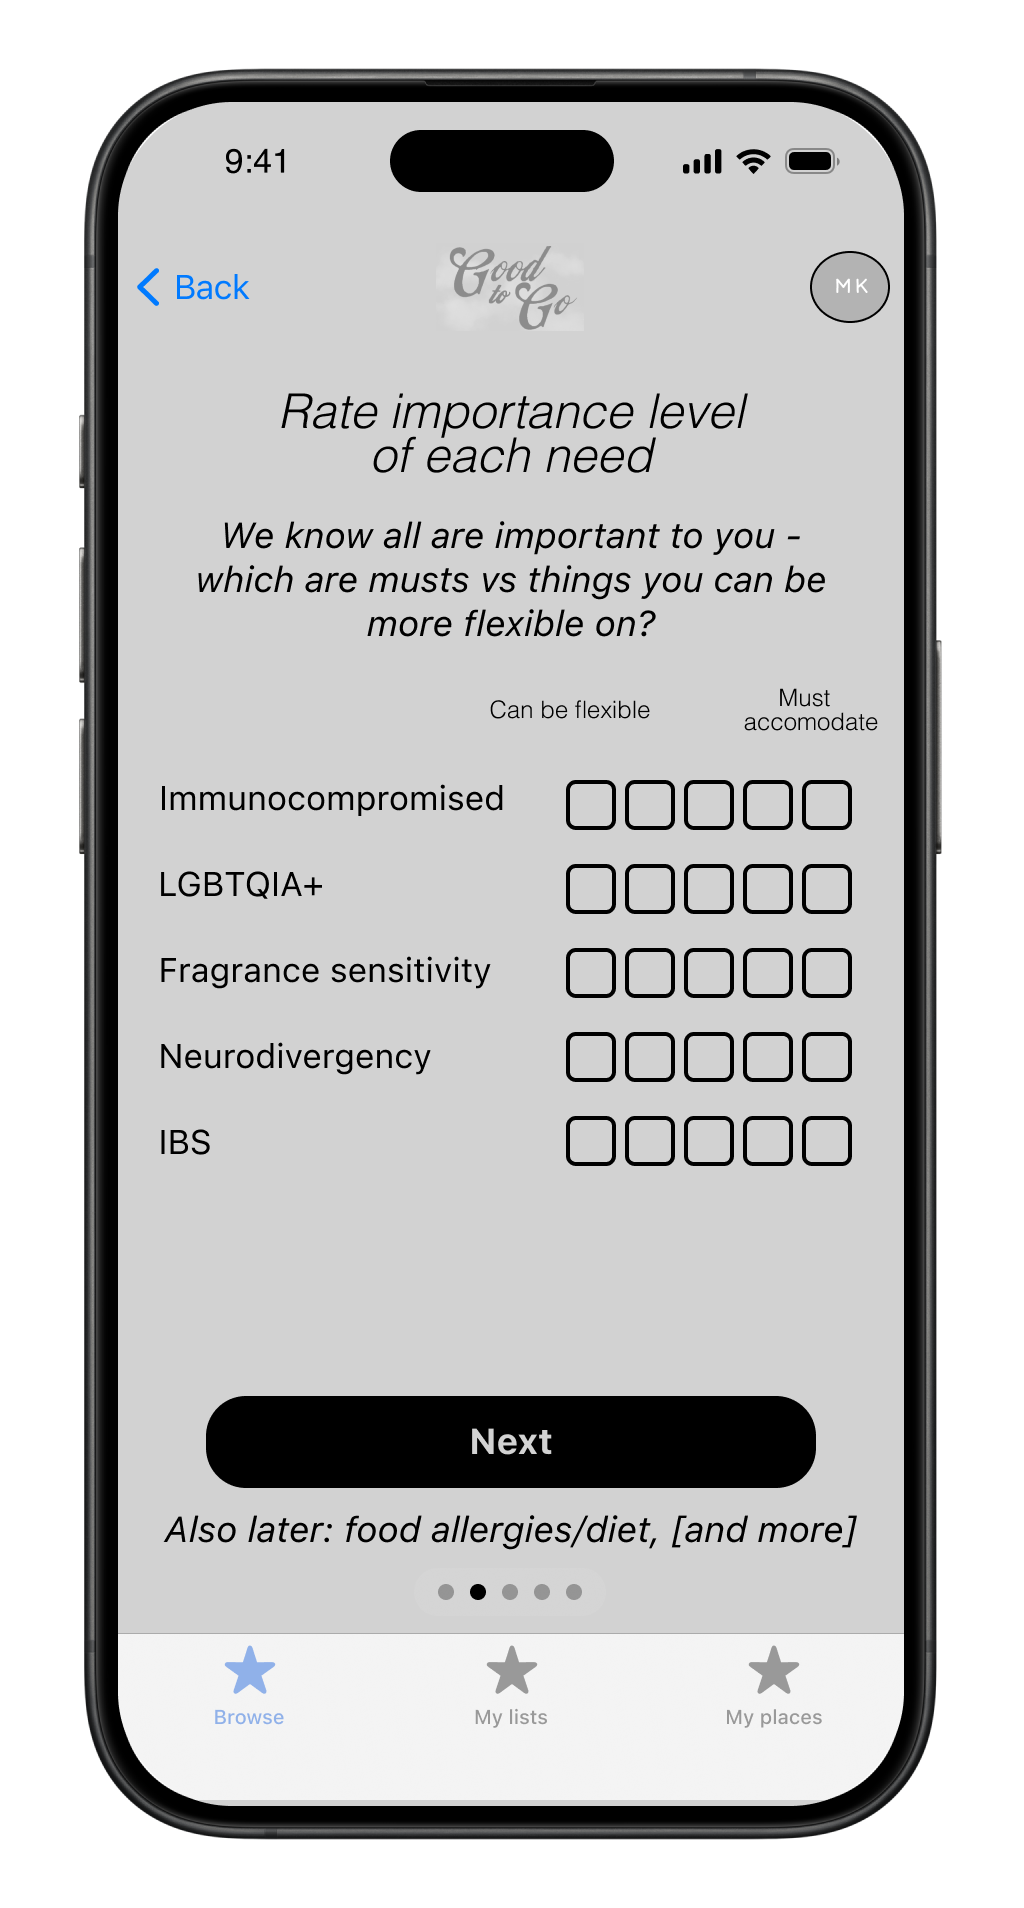 9:41
Back
Good
to Go
MK
Rate importance level
of each need
We know all are important to you -
which are musts vs things you can be
more flexible on?
Can be flexible
Must
accomodate
Immunocompromised
LGBTQIA+
Fragrance sensitivity
Neurodivergency
IBS
Next
Also later: food allergies/diet, [and more]
Browse
My lists
My places